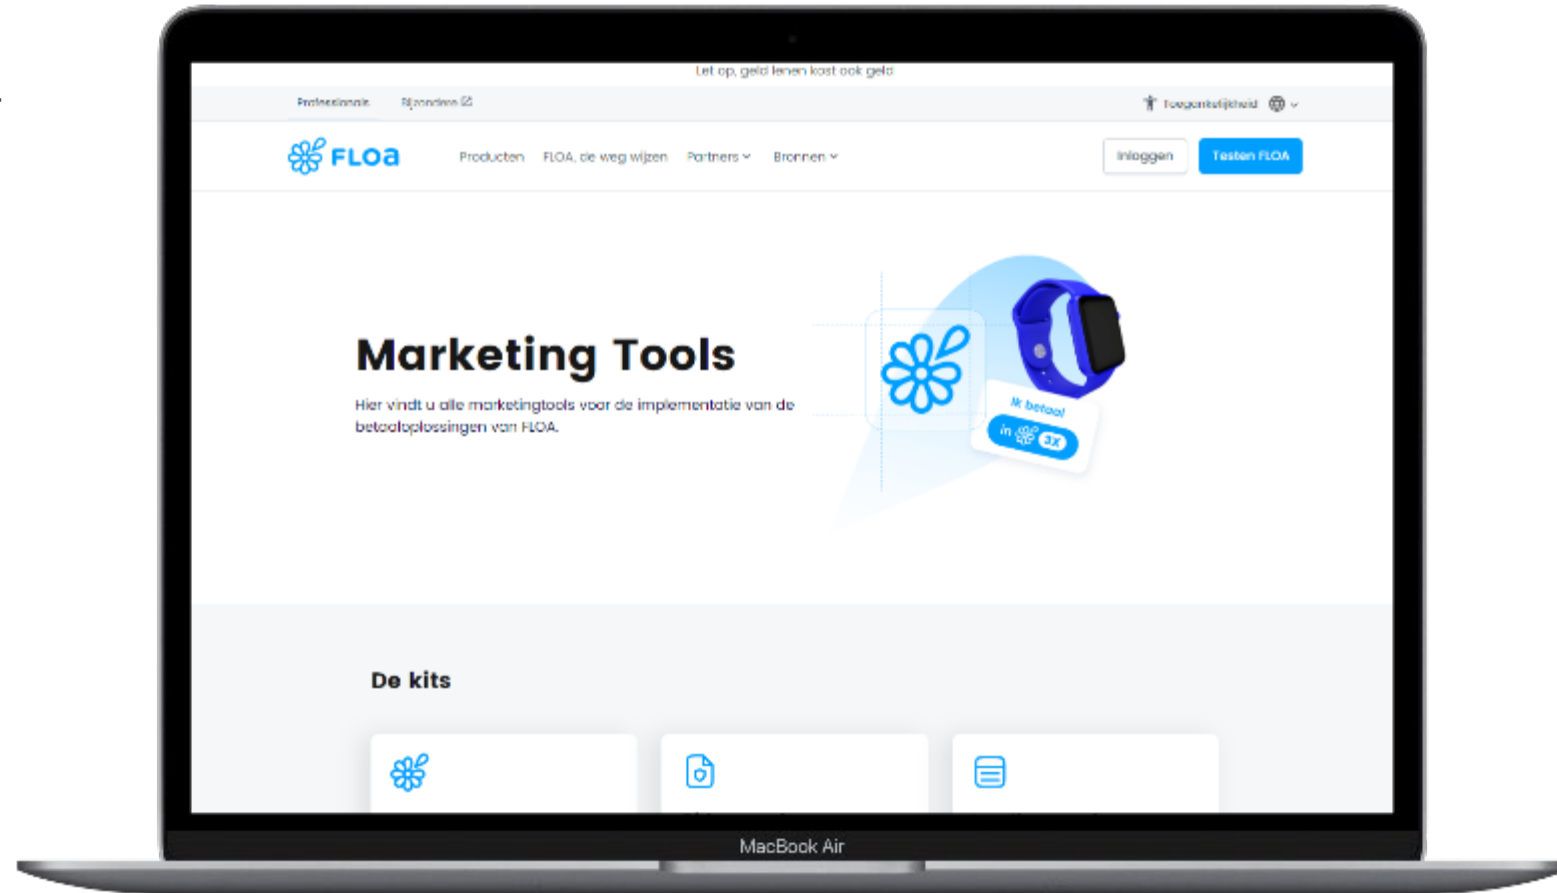 Let op, geld lenen kost ook geld
Professionals Bijzondere
Toegankelijkheid
FLOa
Producten FLOA, de weg wijzen Partners Bronnen
Inloggen
Testen FLOA
Marketing Tools
Hier vindt u alle marketingtools voor de implementatie van de
betaaloplossingen van FLOA.
Ik betaal
in 3X
De kits
MacBook Air